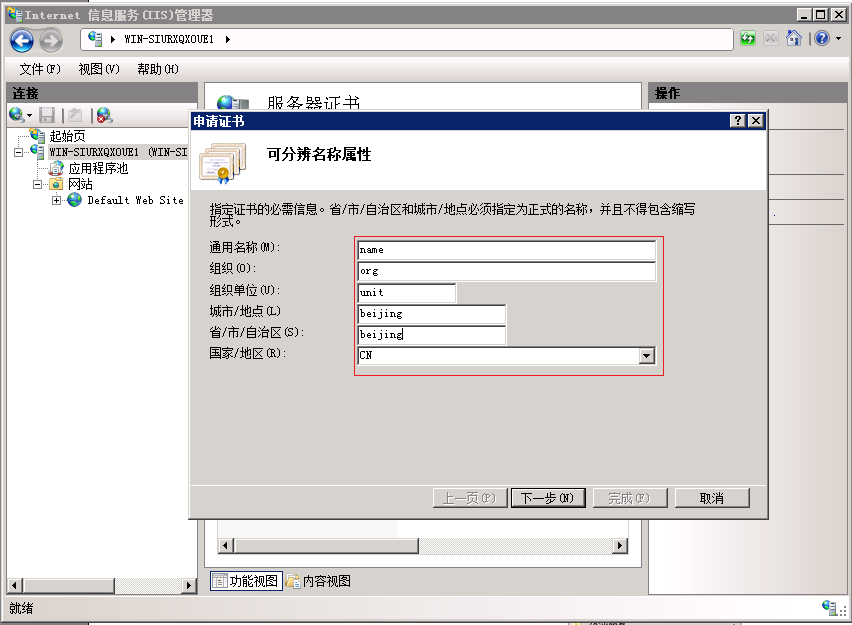 Internet 信息服务(IIS)管理器
WIN-SIURXQXOUE1
文件(F) 视图(V) 帮助(H)
连接
起始页
WIN-SIURXQXOUE1 (WIN-SI
应用程序池
网站
Default Web Site
服务器证书
操作
申请证书
可分辨名称属性
指定证书的必需信息。省/市/自治区和城市/地点必须指定为正式的名称，并且不得包含缩写
形式。
通用名称(M): name
组织(O): org
组织单位(U): unit
城市/地点(L) beijing
省/市/自治区(S): beijing
国家/地区(R): CN
上一页(P) 下一步(N) 完成(F) 取消
功能视图 内容视图
就绪